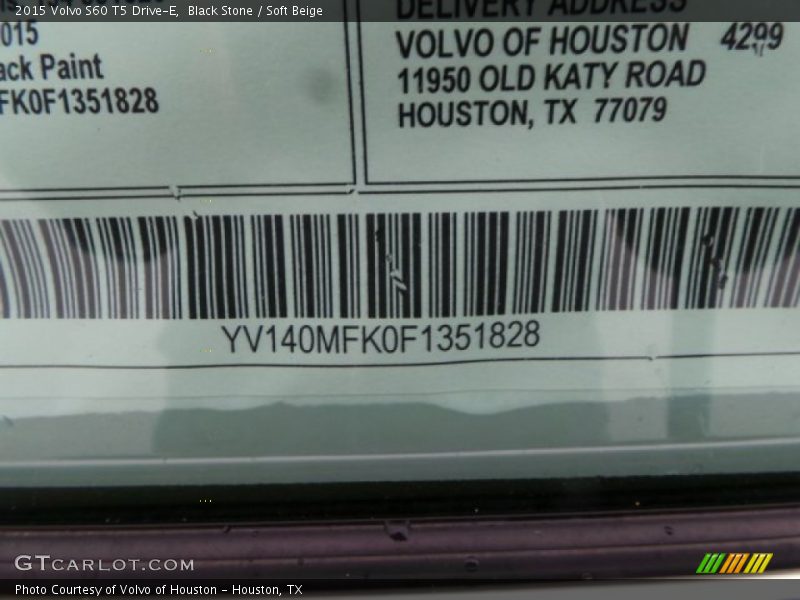 2015 Volvo S60 T5 Drive-E, Black Stone / Soft Beige
DELIVERY ADDRESS
015
VOLVO OF HOUSTON 4299
ack Paint
11950 OLD KATY ROAD
FK0F1351828
HOUSTON, TX 77079
YV140MFK0F1351828
GTCARLOT.COM
Photo Courtesy of Volvo of Houston - Houston, TX